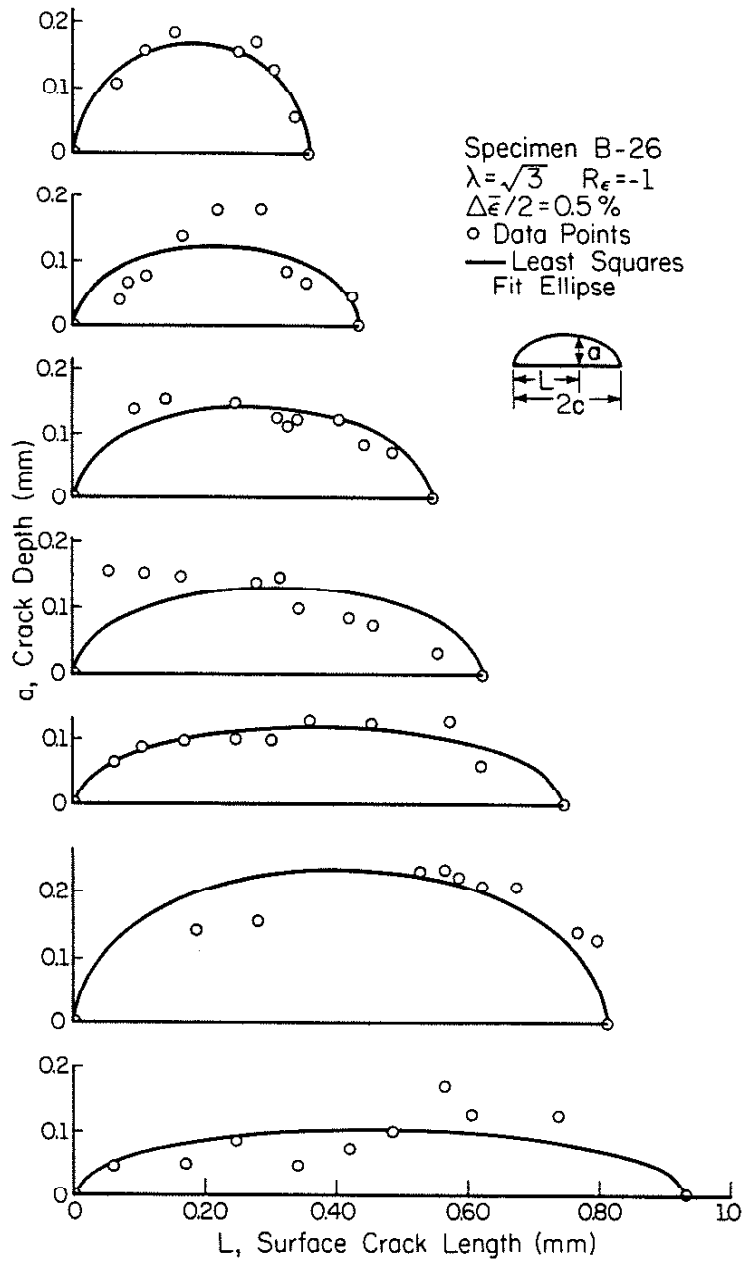 0.2
0.1
0
Specimen B-26
λ=√3 Rϵ=-1
Δε̄/2=0.5%
o Data Points
— Least Squares
Fit Ellipse
a
L
2c
0.2
0.1
0
0.2
0.1
0
a, Crack Depth (mm)
0.2
0.1
0
0.1
0
0.2
0.1
0
0.2
0.1
0
0 0.20 0.40 0.60 0.80 1.0
L, Surface Crack Length (mm)